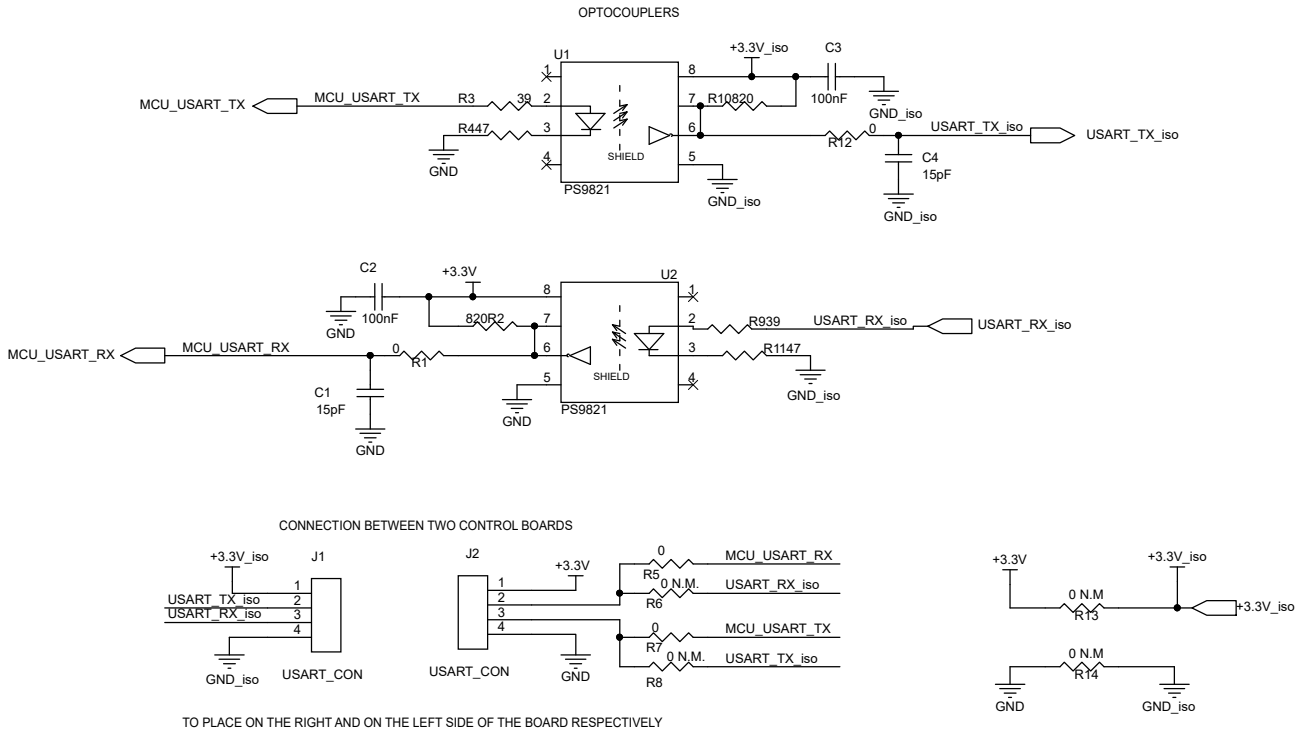 OPTOCOUPLERS
+3.3V_iso
C3
U1
1
8
100nF
GND_iso
MCU_USART_TX
MCU_USART_TX
R3
39
2
7
R10820
R447
3
6
R12
0
USART_TX_iso
USART_TX_iso
GND
SHIELD
C4
15pF
4
5
PS9821
GND_iso
GND_iso
C2
+3.3V
U2
8
1
GND
100nF
820R2
7
2
R939
USART_RX_iso
USART_RX_iso
MCU_USART_RX
MCU_USART_RX
0
R1
6
3
R1147
SHIELD
GND_iso
C1
15pF
5
4
GND
PS9821
GND
CONNECTION BETWEEN TWO CONTROL BOARDS
+3.3V_iso
J1
1
USART_TX_iso
2
USART_RX_iso
3
4
GND_iso
USART_CON
J2
+3.3V
1
2
3
4
USART_CON
GND
0
MCU_USART_RX
R5
0 N.M.
USART_RX_iso
R6
0
MCU_USART_TX
R7
0 N.M.
USART_TX_iso
R8
+3.3V
+3.3V_iso
0 N.M
R13
+3.3V_iso
0 N.M
R14
GND
GND_iso
TO PLACE ON THE RIGHT AND ON THE LEFT SIDE OF THE BOARD RESPECTIVELY